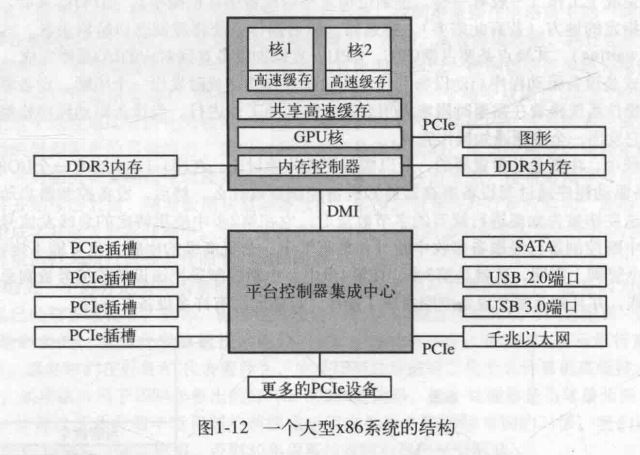 核1 核2
高速缓存 高速缓存
共享高速缓存
GPU核 PCIe 图形
DDR3内存 内存控制器 DDR3内存
DMI
PCIe插槽 SATA
PCIe插槽 平台控制器集成中心 USB 2.0端口
PCIe插槽 USB 3.0端口
PCIe插槽 PCIe 千兆以太网
更多的PCIe设备
图1-12 一个大型x86系统的结构